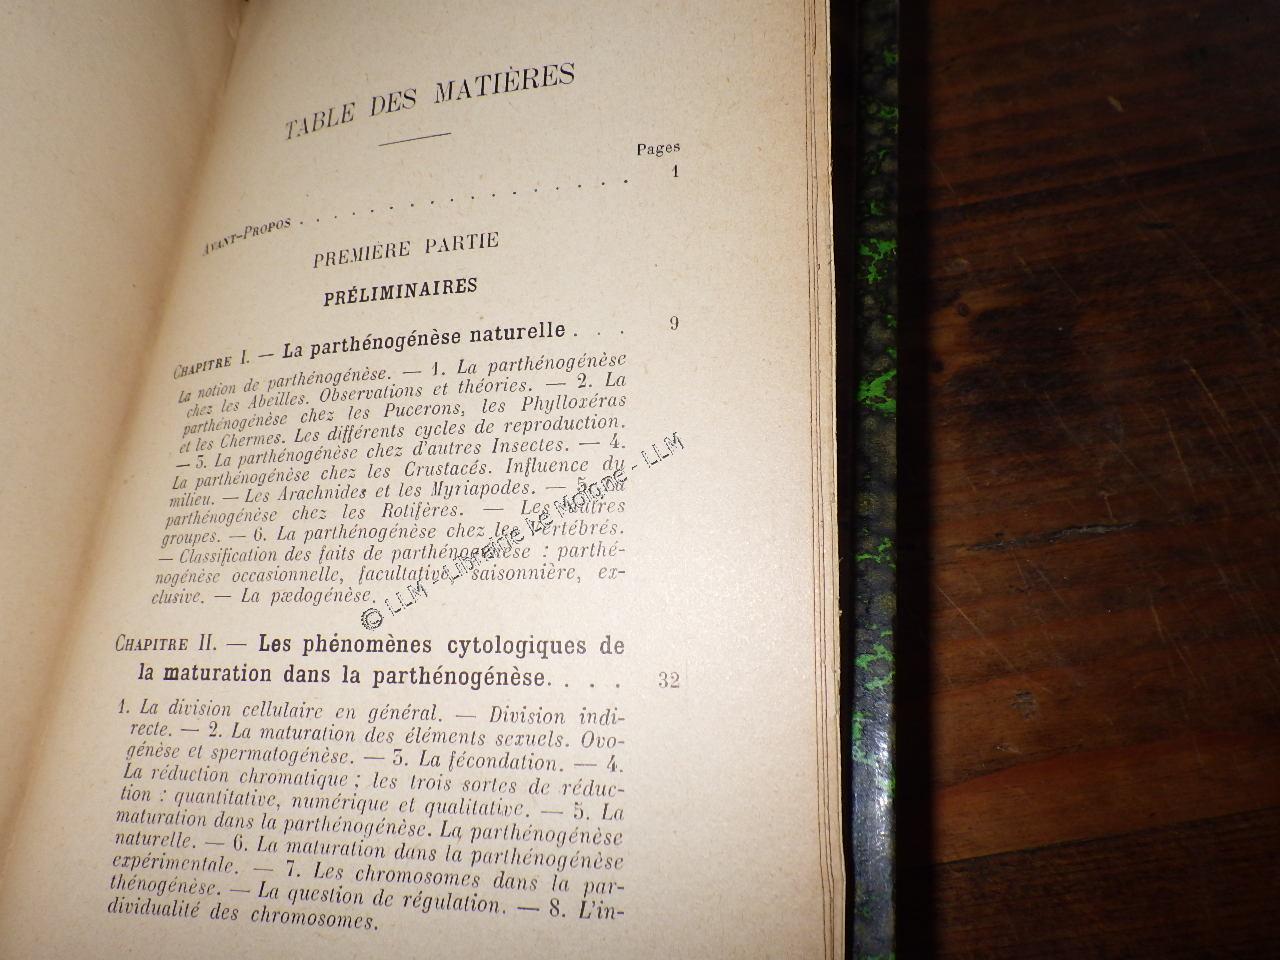 TABLE DES MATIÈRES
Pages
AVANT-PROPOS . . . . . . . . . . . . . . . 1
PREMIÈRE PARTIE
PRÉLIMINAIRES
CHAPITRE I. — La parthénogénèse naturelle . . . 9
La notion de parthénogénèse. — 1. La parthénogénèse
chez les Abeilles. Observations et théories. — 2. La
parthénogénèse chez les Pucerons, les Phylloxéras
et les Chermes. Les différents cycles de reproduction.
— 3. La parthénogénèse chez d'autres Insectes. — 4.
La parthénogénèse chez les Crustacés. Influence du
milieu. — Les Arachnides et les Myriapodes. — 5. La
parthénogénèse chez les Rotifères. — Les autres
groupes. — 6. La parthénogénèse chez les Vertébrés.
— Classification des faits de parthénogénèse : parthé-
nogénèse occasionnelle, facultative, saisonnière, ex-
clusive. — La pædogénèse.
© LLM - Librairie Le Moigne - LLM
CHAPITRE II. — Les phénomènes cytologiques de
la maturation dans la parthénogénèse. . . . 32
1. La division cellulaire en général. — Division indi-
recte. — 2. La maturation des éléments sexuels. Ovo-
génèse et spermatogénèse. — 3. La fécondation. — 4.
La réduction chromatique ; les trois sortes de réduc-
tion : quantitative, numérique et qualitative. — 5. La
maturation dans la parthénogénèse. La parthénogénèse
naturelle. — 6. La maturation dans la parthénogénèse
expérimentale. — 7. Les chromosomes dans la par-
thénogénèse. — La question de régulation. — 8. L'in-
dividualité des chromosomes.